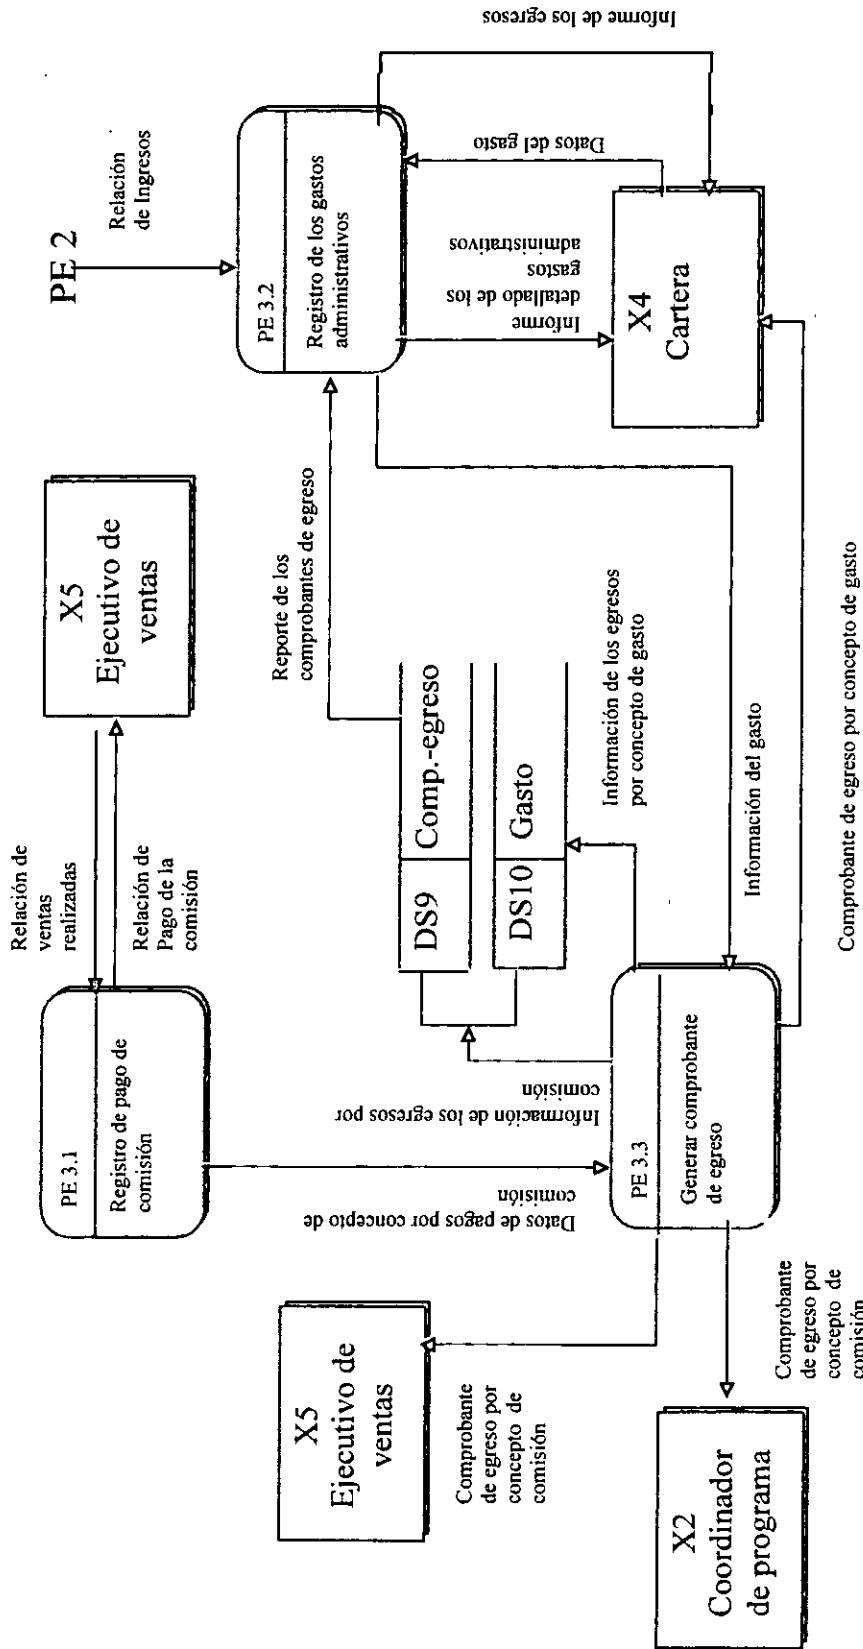 PE 3.1
Registro de pago de
comisión
Relación de
ventas
realizadas
Relación de
Pago de la
comisión
X5
Ejecutivo de
ventas
PE 2
Relación
de Ingresos
X5
Ejecutivo de
ventas
Comprobante
de egreso por
concepto de
comisión
Datos de pagos por concepto de
comisión
Información de los egresos por
comisión
DS9
Comp.-egreso
DS10
Gasto
Reporte de los
comprobantes de egreso
PE 3.2
Registro de los gastos
administrativos
Informe de los egresos
Datos del gasto
Informe
detallado de los
gastos
administrativos
Información de los egresos
por concepto de gasto
X2
Coordinador
de programa
Comprobante
de egreso por
concepto de
comisión
PE 3.3
Generar comprobante
de egreso
Información del gasto
X4
Cartera
Comprobante de egreso por concepto de gasto